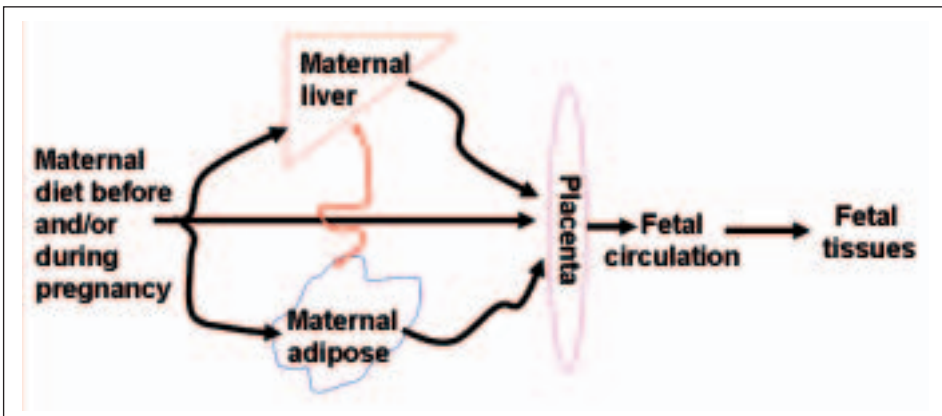 Maternal
liver
Maternal
diet before
and/or
during
pregnancy
Maternal
adipose
Placenta
Fetal
circulation
Fetal
tissues